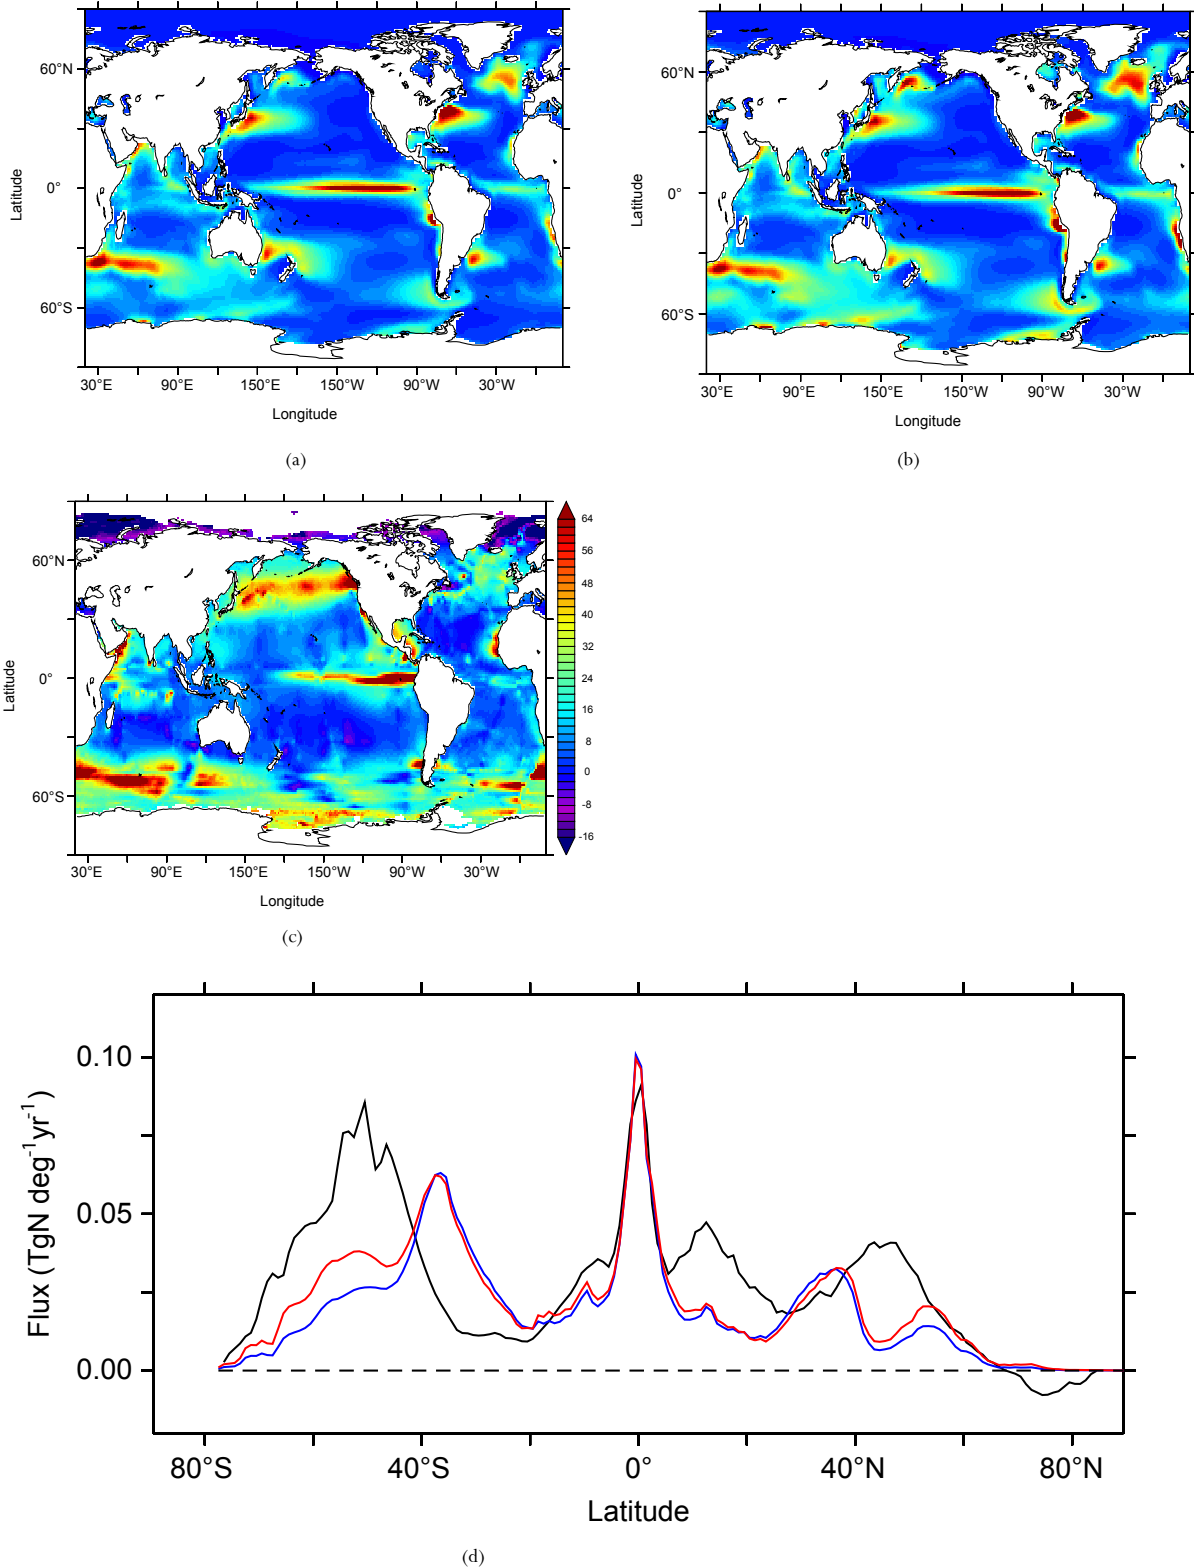 60°N
0°
60°S
Latitude
30°E 90°E 150°E 150°W 90°W 30°W
Longitude
(a)
60°N
0°
60°S
Latitude
30°E 90°E 150°E 150°W 90°W 30°W
Longitude
(b)
60°N
0°
60°S
Latitude
30°E 90°E 150°E 150°W 90°W 30°W
Longitude
64
56
48
40
32
24
16
8
0
-8
-16
(c)
0.10
0.05
0.00
Flux (TgN deg⁻¹yr⁻¹)
80°S 40°S 0° 40°N 80°N
Latitude
(d)